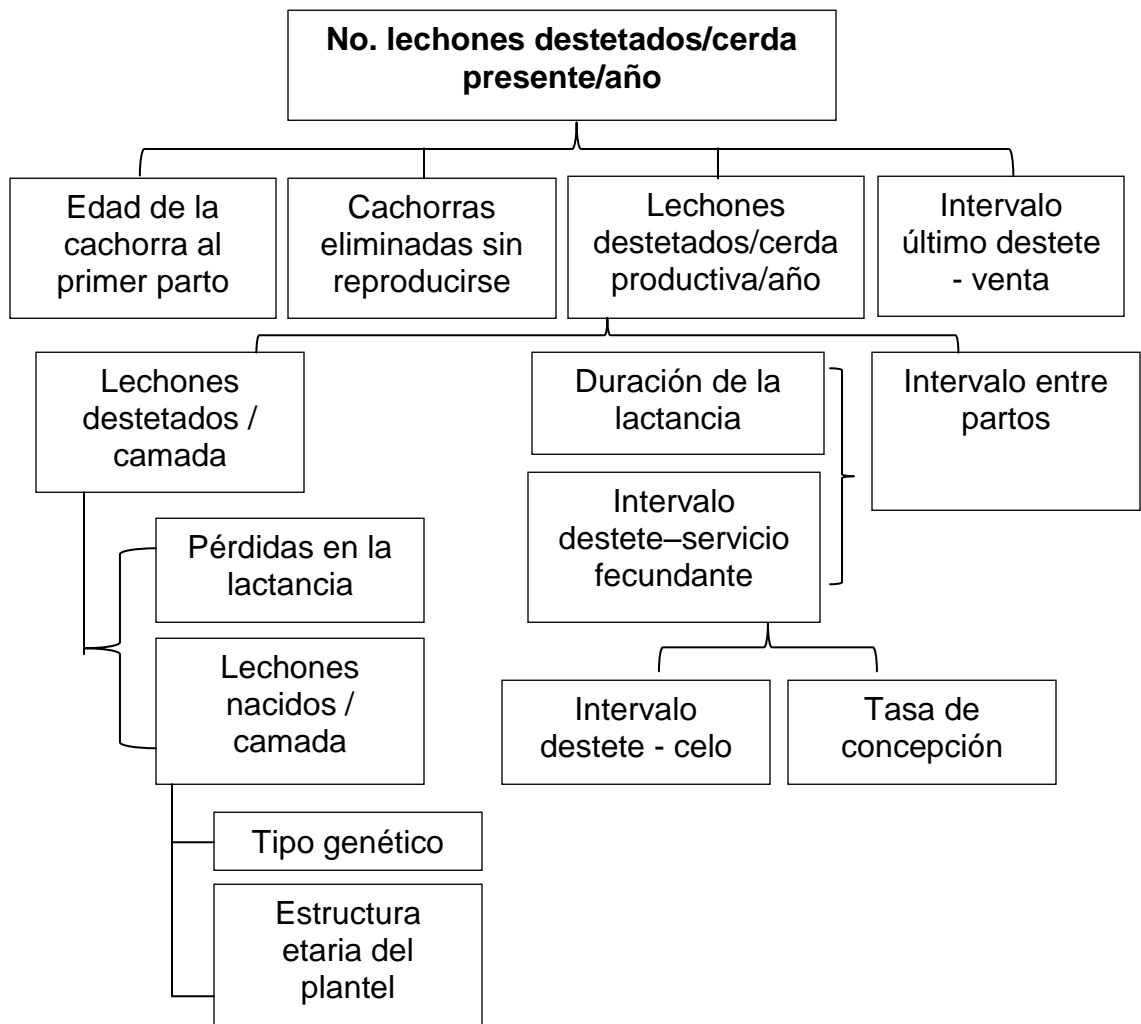 No. lechones destetados/cerda
presente/año
Edad de la
cachorra al
primer parto
Cachorras
eliminadas sin
reproducirse
Lechones
destetados/cerda
productiva/año
Intervalo
último destete
- venta
Lechones
destetados /
camada
Duración de la
lactancia
Intervalo entre
partos
Intervalo
destete–servicio
fecundante
Pérdidas en la
lactancia
Lechones
nacidos /
camada
Intervalo
destete - celo
Tasa de
concepción
Tipo genético
Estructura
etaria del
plantel